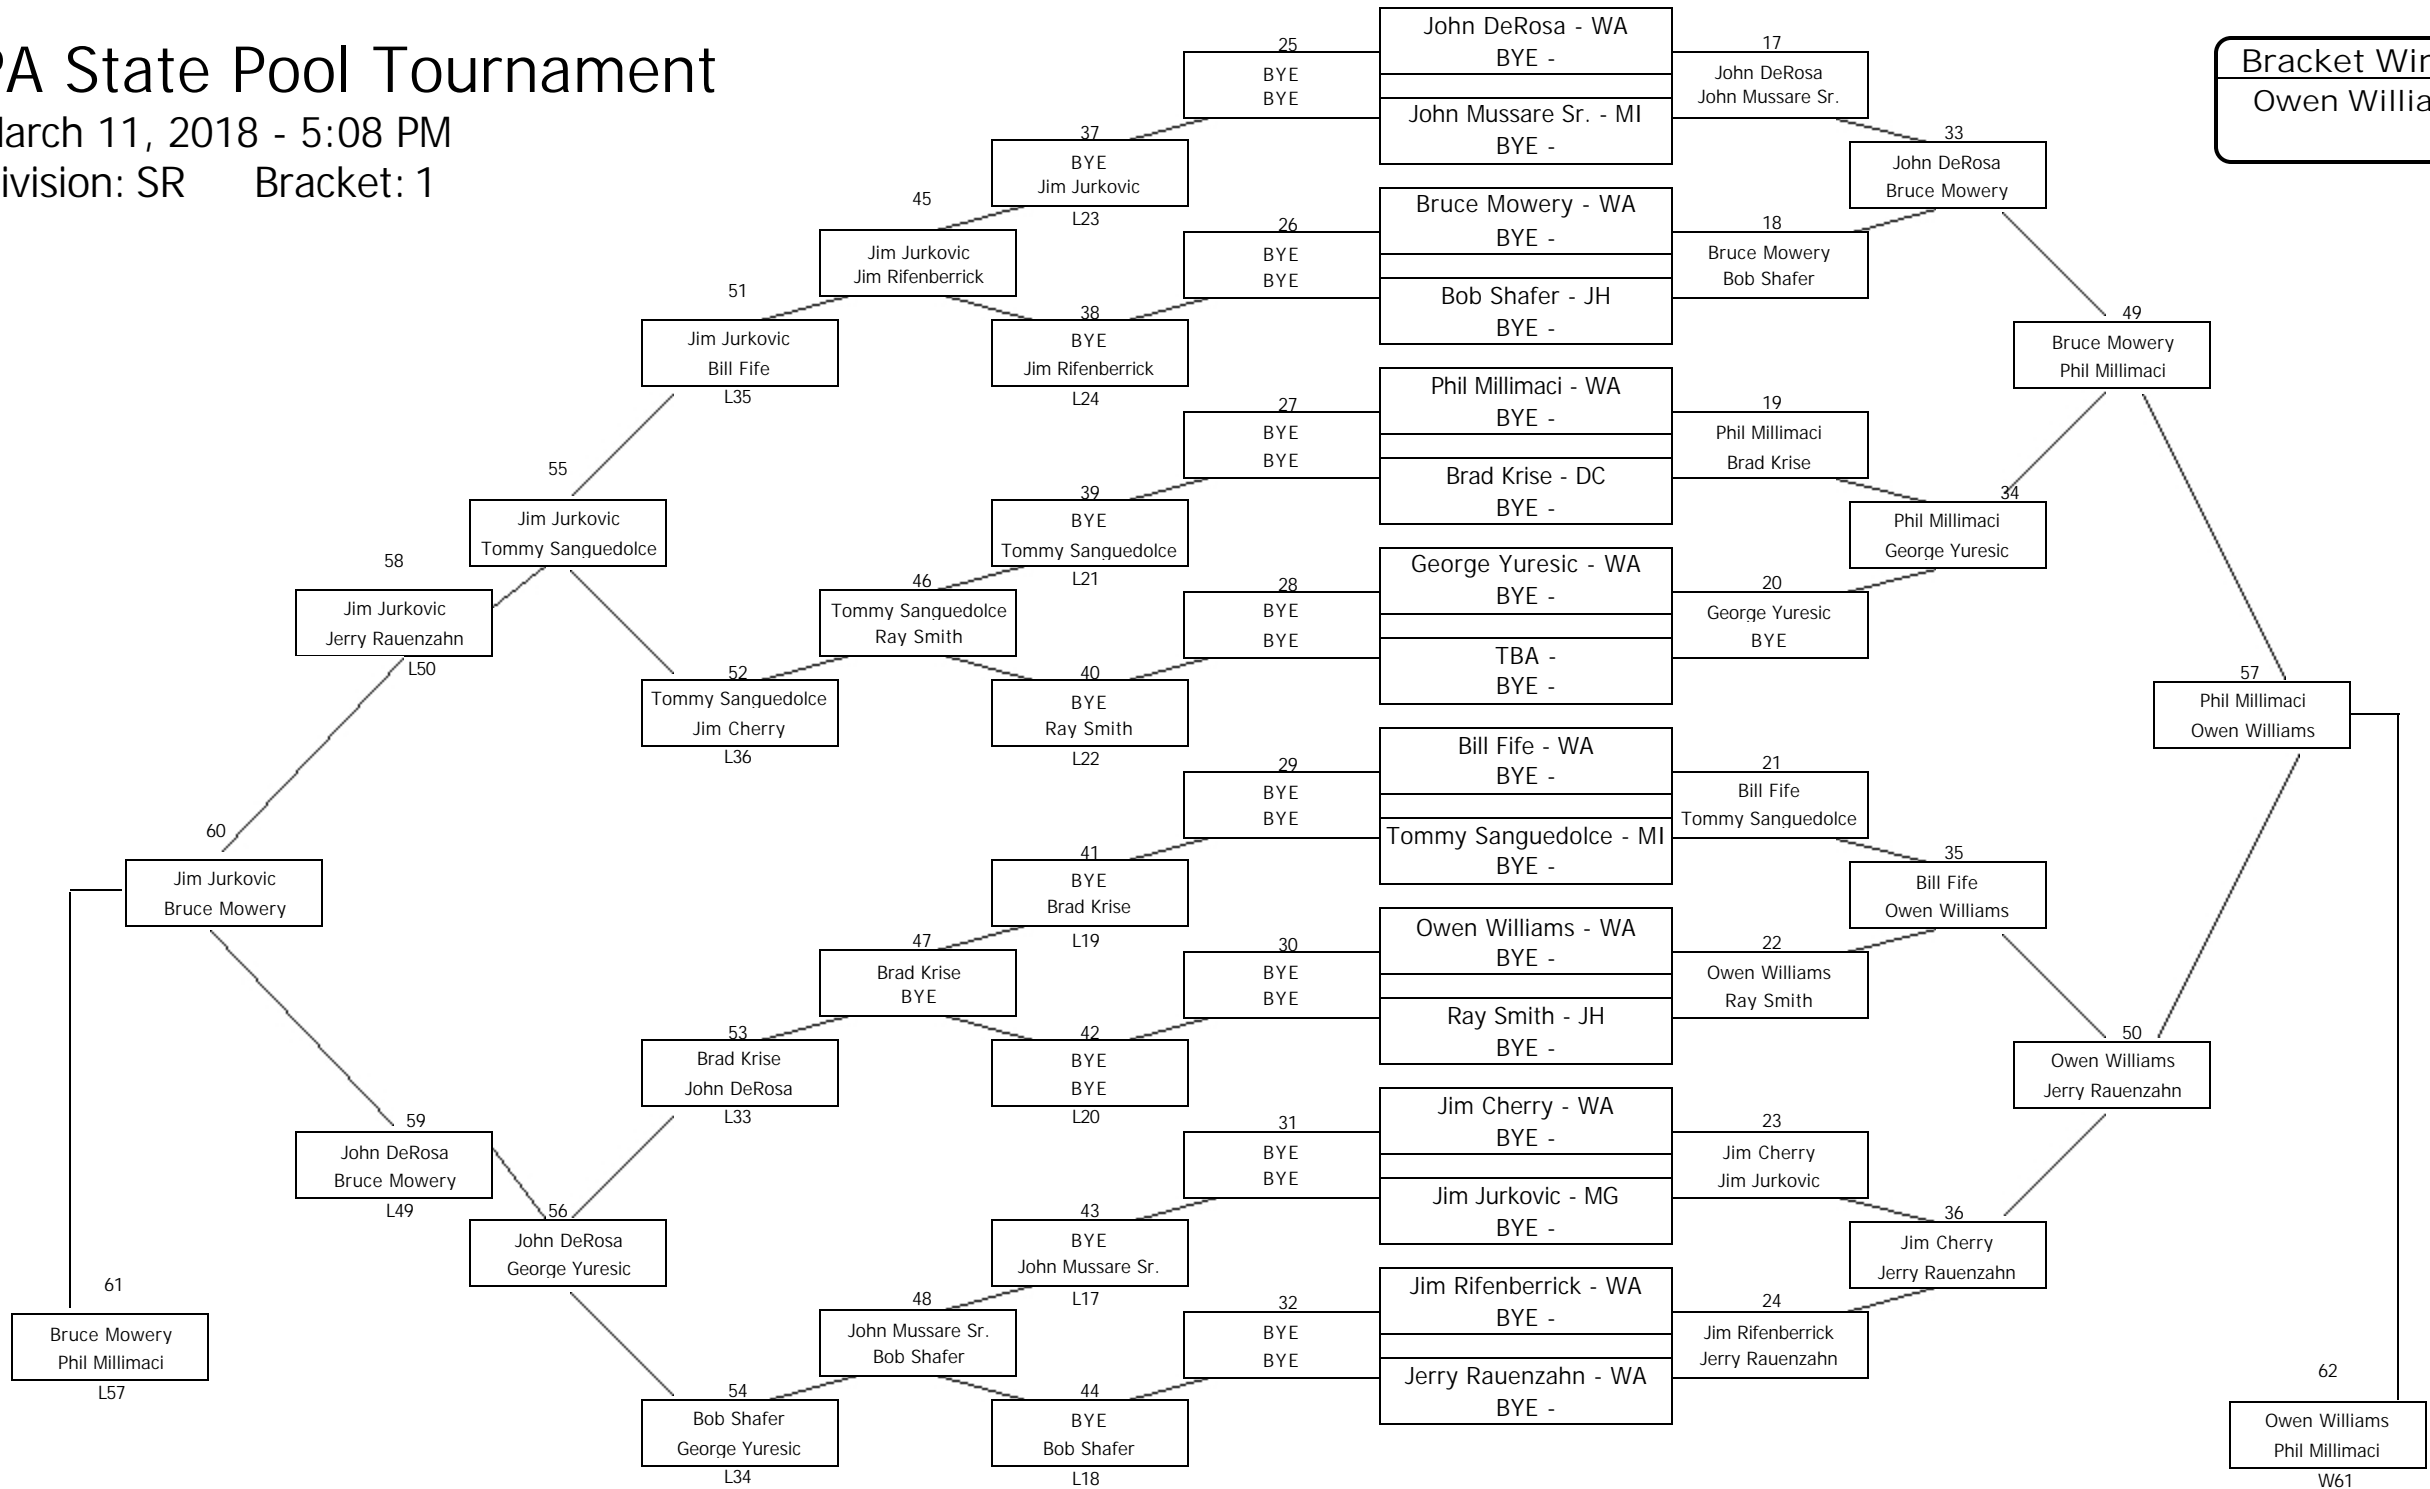 PA State Pool Tournament
March 11, 2018 - 5:08 PM
Division: SR Bracket: 1
Bracket Win
Owen Willia
51
Jim Jurkovic
Bill Fife
L35
55
Jim Jurkovic
Tommy Sanguedolce
58
Jim Jurkovic
Jerry Rauenzahn
L50
52
Tommy Sanguedolce
Jim Cherry
L36
60
Jim Jurkovic
Bruce Mowery
53
Brad Krise
John DeRosa
L33
59
John DeRosa
Bruce Mowery
L49
56
John DeRosa
George Yuresic
61
Bruce Mowery
Phil Millimaci
L57
54
Bob Shafer
George Yuresic
L34
45
Jim Jurkovic
Jim Rifenberrick
46
Tommy Sanguedolce
Ray Smith
47
Brad Krise
BYE
48
John Mussare Sr.
Bob Shafer
37
BYE
Jim Jurkovic
L23
38
BYE
Jim Rifenberrick
L24
39
BYE
Tommy Sanguedolce
L21
40
BYE
Ray Smith
L22
41
BYE
Brad Krise
L19
42
BYE
BYE
L20
43
BYE
John Mussare Sr.
L17
44
BYE
Bob Shafer
L18
25
BYE
BYE
26
BYE
BYE
27
BYE
BYE
28
BYE
BYE
29
BYE
BYE
30
BYE
BYE
31
BYE
BYE
32
BYE
BYE
John DeRosa - WA
BYE -
John Mussare Sr. - MI
BYE -
Bruce Mowery - WA
BYE -
Bob Shafer - JH
BYE -
Phil Millimaci - WA
BYE -
Brad Krise - DC
BYE -
George Yuresic - WA
BYE -
TBA -
BYE -
Bill Fife - WA
BYE -
Tommy Sanguedolce - MI
BYE -
Owen Williams - WA
BYE -
Ray Smith - JH
BYE -
Jim Cherry - WA
BYE -
Jim Jurkovic - MG
BYE -
Jim Rifenberrick - WA
BYE -
Jerry Rauenzahn - WA
BYE -
17
John DeRosa
John Mussare Sr.
18
Bruce Mowery
Bob Shafer
19
Phil Millimaci
Brad Krise
20
George Yuresic
BYE
21
Bill Fife
Tommy Sanguedolce
22
Owen Williams
Ray Smith
23
Jim Cherry
Jim Jurkovic
24
Jim Rifenberrick
Jerry Rauenzahn
33
John DeRosa
Bruce Mowery
34
Phil Millimaci
George Yuresic
35
Bill Fife
Owen Williams
36
Jim Cherry
Jerry Rauenzahn
49
Bruce Mowery
Phil Millimaci
50
Owen Williams
Jerry Rauenzahn
57
Phil Millimaci
Owen Williams
62
Owen Williams
Phil Millimaci
W61